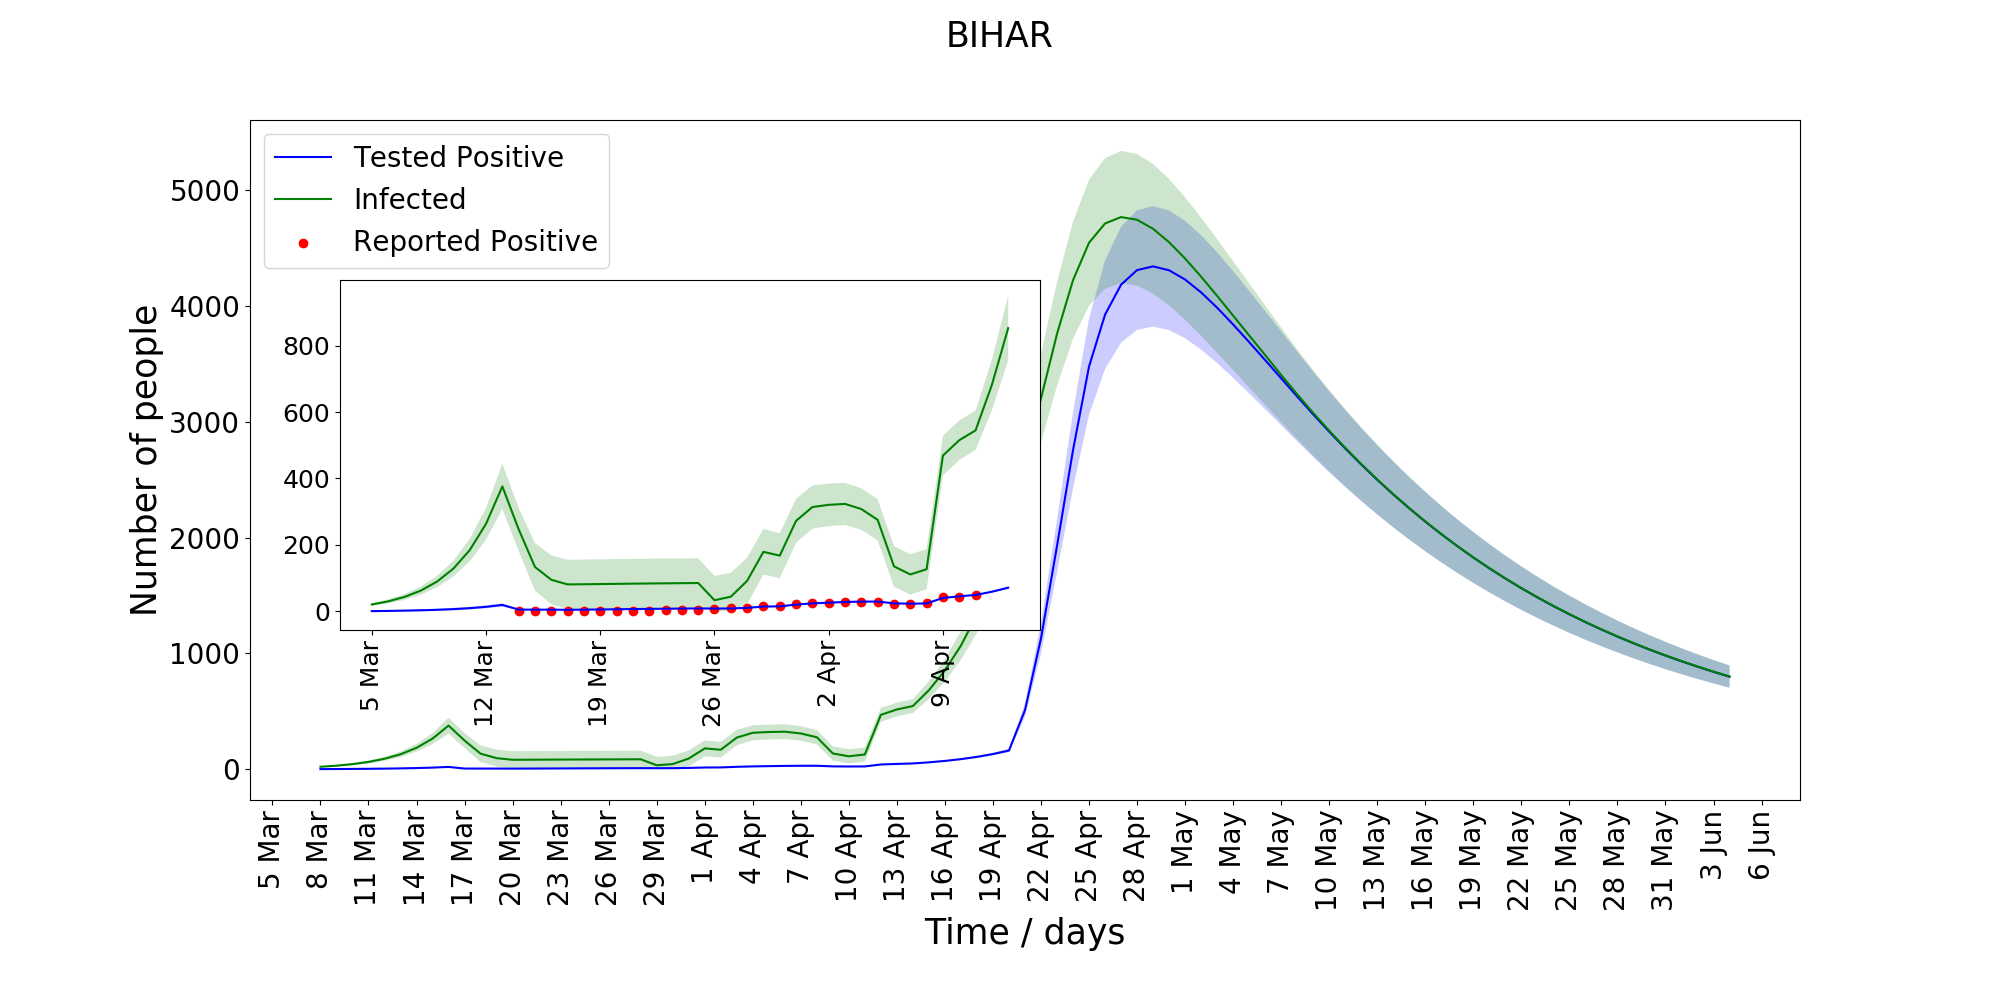 BIHAR
Tested Positive
Infected
Reported Positive
Number of people
5000
4000
3000
2000
1000
0
800
600
400
200
0
5 Mar
12 Mar
19 Mar
26 Mar
2 Apr
9 Apr
5 Mar
8 Mar
11 Mar
14 Mar
17 Mar
20 Mar
23 Mar
26 Mar
29 Mar
1 Apr
4 Apr
7 Apr
10 Apr
13 Apr
16 Apr
19 Apr
22 Apr
25 Apr
28 Apr
1 May
4 May
7 May
10 May
13 May
16 May
19 May
22 May
25 May
28 May
31 May
3 Jun
6 Jun
Time / days